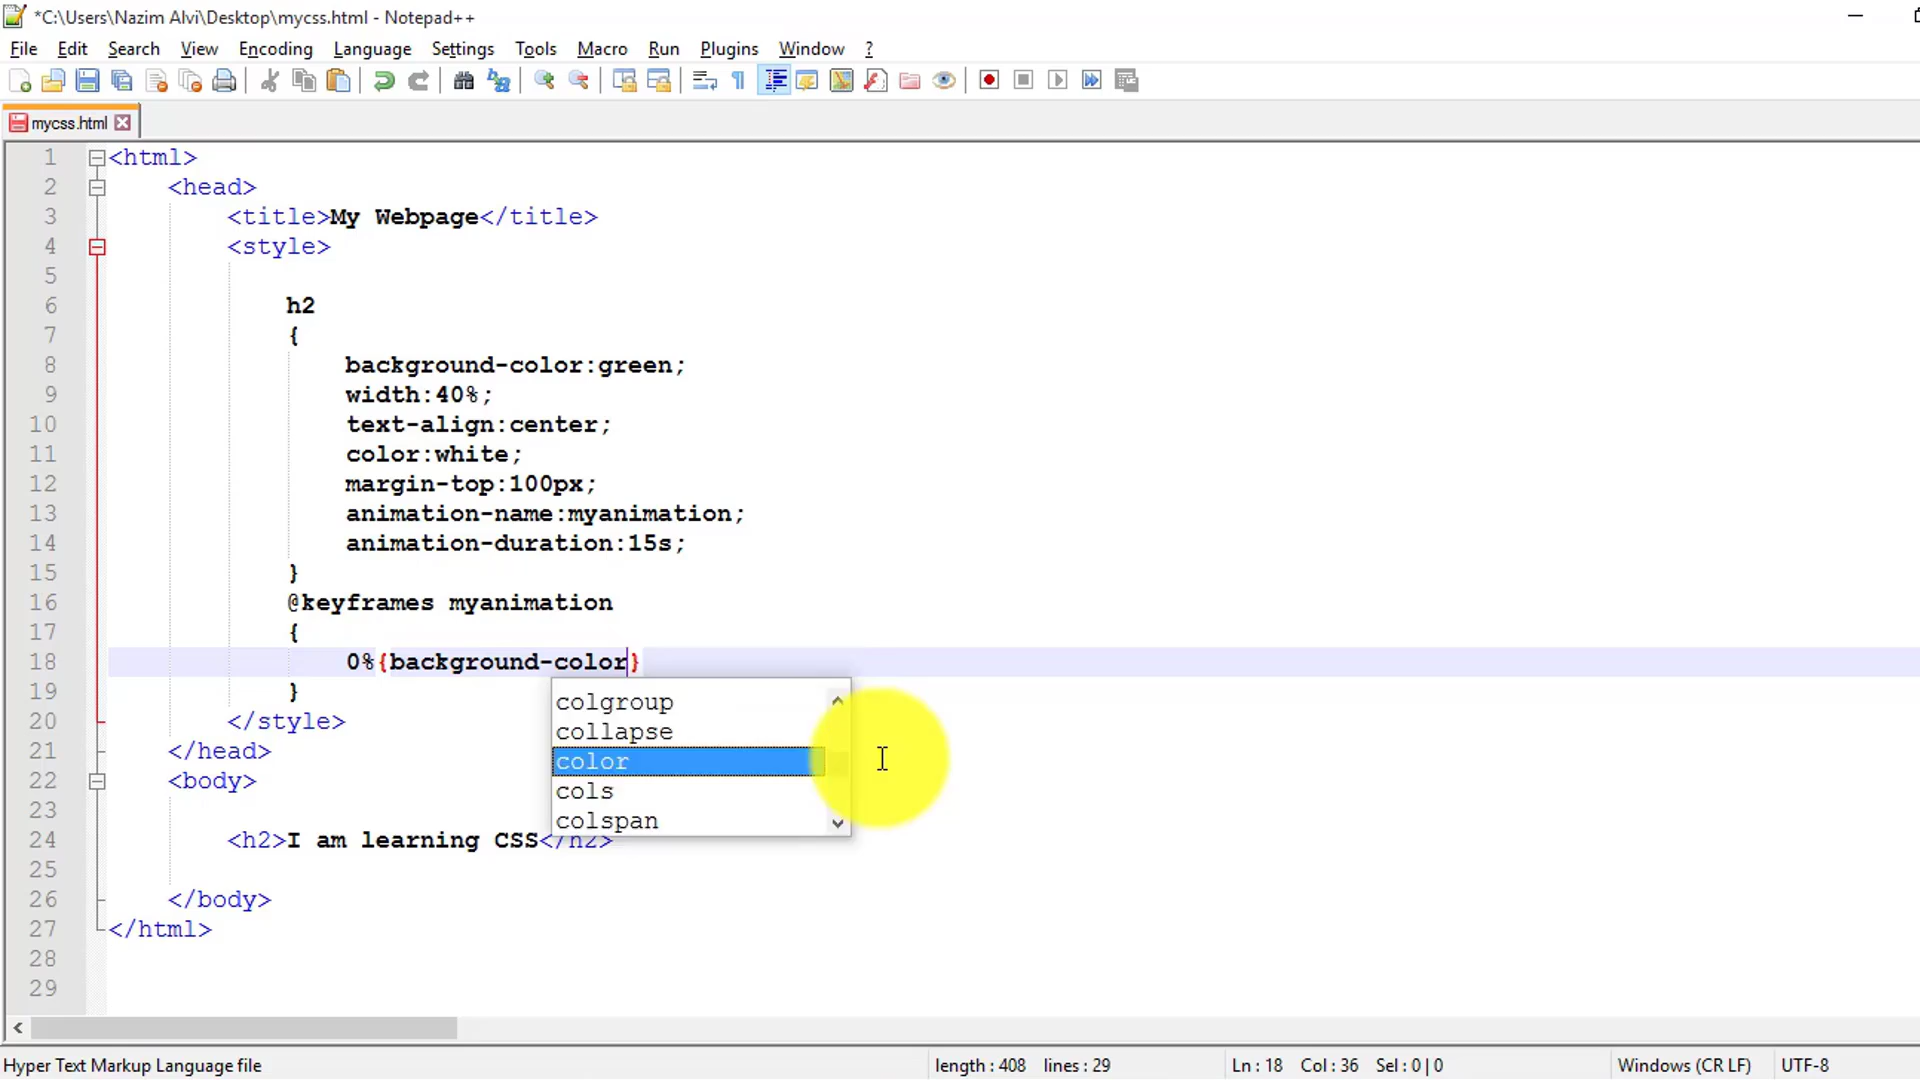 *C:\Users\Nazim Alvi\Desktop\mycss.html - Notepad++
File Edit Search View Encoding Language Settings Tools Macro Run Plugins Window ?
mycss.html
1 <html>
2 <head>
3 <title>My Webpage</title>
4 <style>
5
6 h2
7 {
8 background-color:green;
9 width:40%;
10 text-align:center;
11 color:white;
12 margin-top:100px;
13 animation-name:myanimation;
14 animation-duration:15s;
15 }
16 @keyframes myanimation
17 {
18 0%{background-color}
19 }
20 </style>
21 </head>
22 <body>
23
24 <h2>I am learning CSS</h2>
25
26 </body>
27 </html>
28
29
colgroup
collapse
color
cols
colspan
Hyper Text Markup Language file length : 408 lines : 29 Ln : 18 Col : 36 Sel : 0 | 0 Windows (CR LF) UTF-8